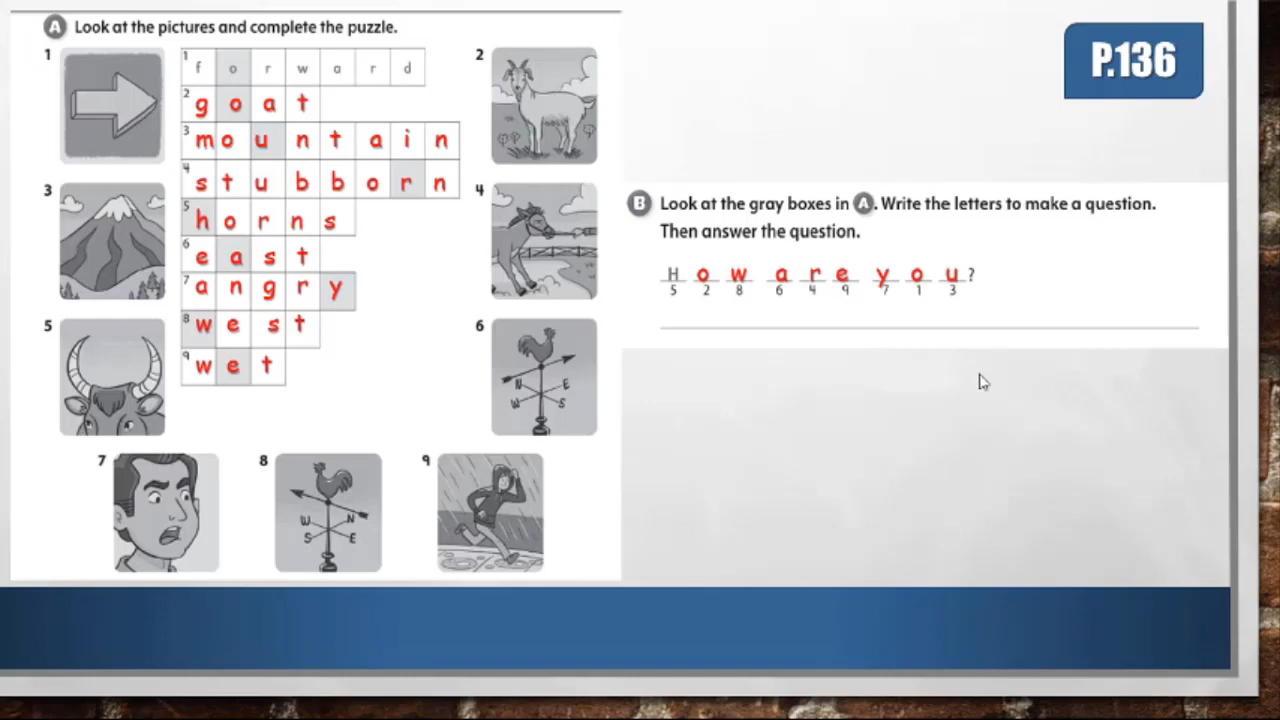 A Look at the pictures and complete the puzzle.
P.136
1
1 f o r w a r d
2
2 g o a t
3 m o u n t a i n
3
4 s t u b b o r n
4
5 h o r n s
6 e a s t
7 a n g r y
8 w e s t
9 w e t
B Look at the gray boxes in A. Write the letters to make a question.
Then answer the question.
H o w a r e y o u ?
5 2 8 6 4 9 7 1 3
5
6
N E
W S
7
8
9
W N
S E